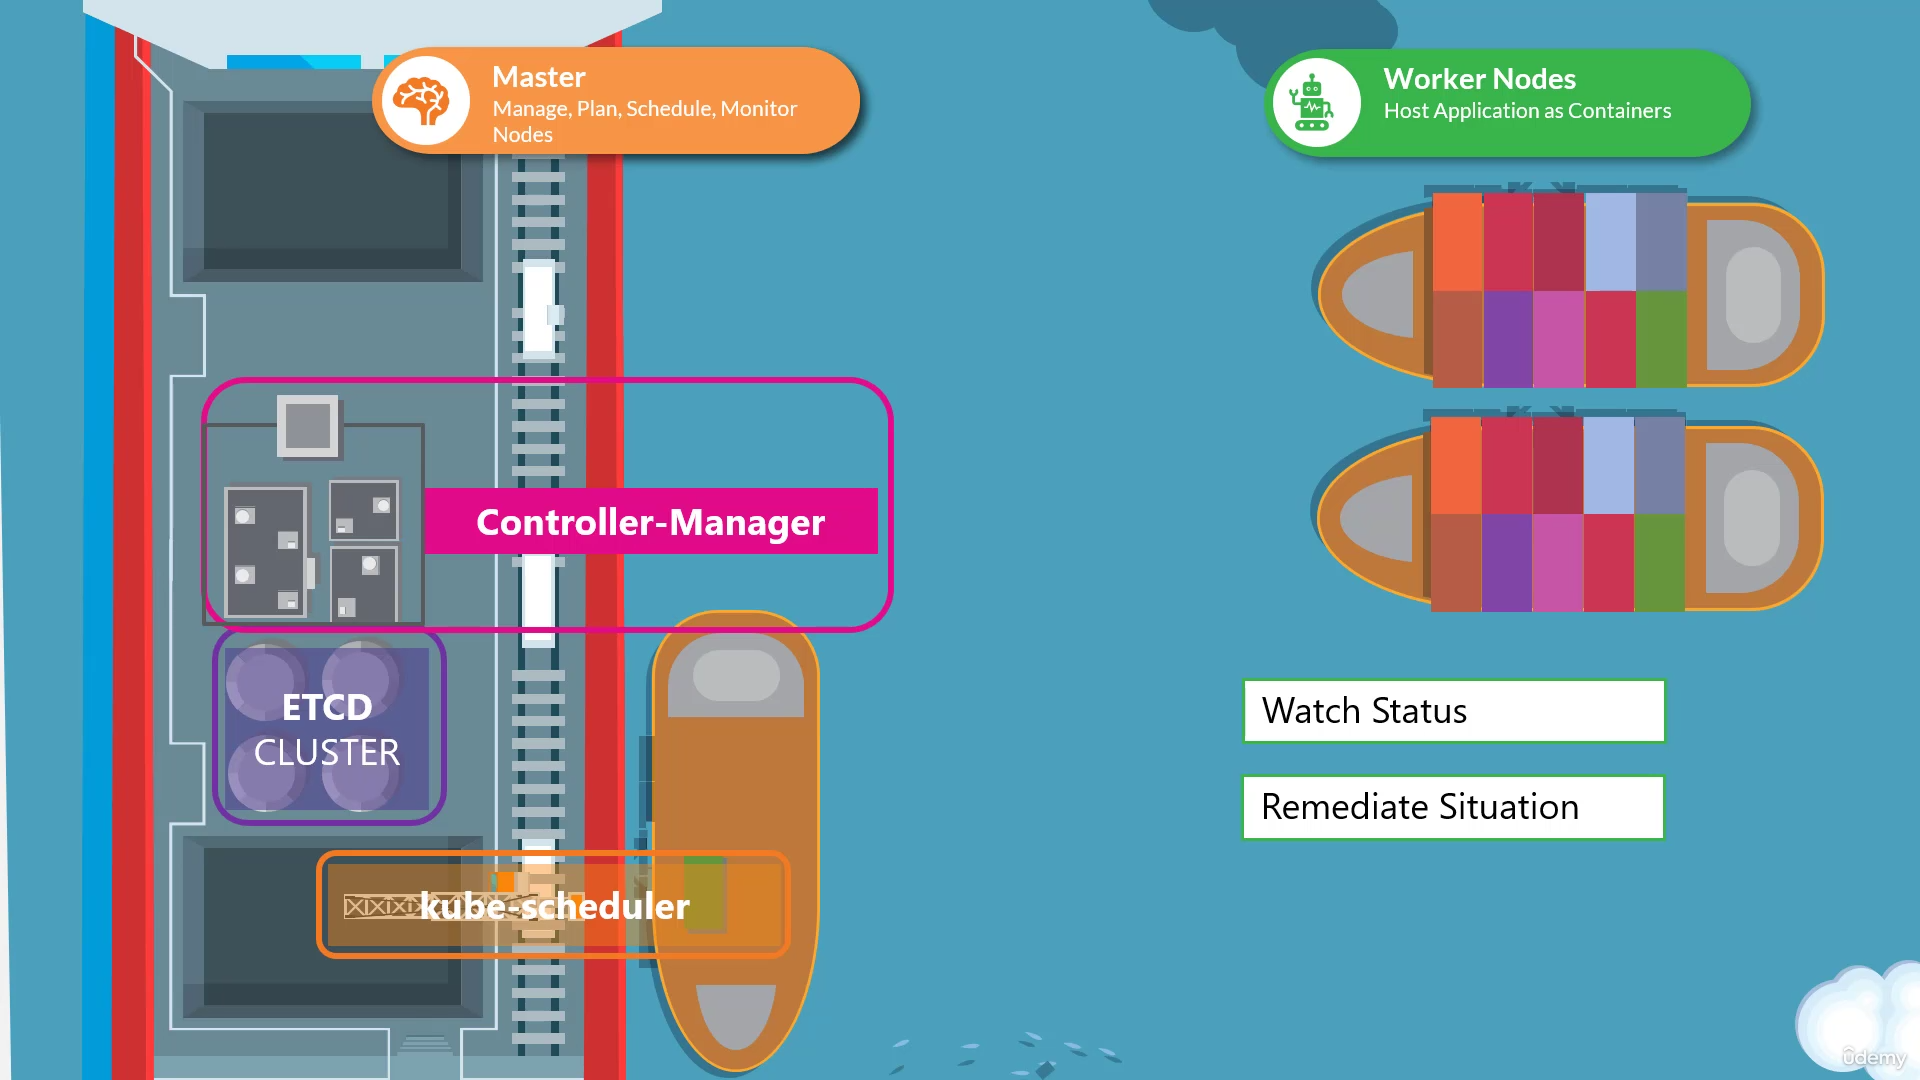 Master
Manage, Plan, Schedule, Monitor
Nodes
Worker Nodes
Host Application as Containers
Controller-Manager
ETCD
CLUSTER
Watch Status
Remediate Situation
kube-scheduler
ûdemy